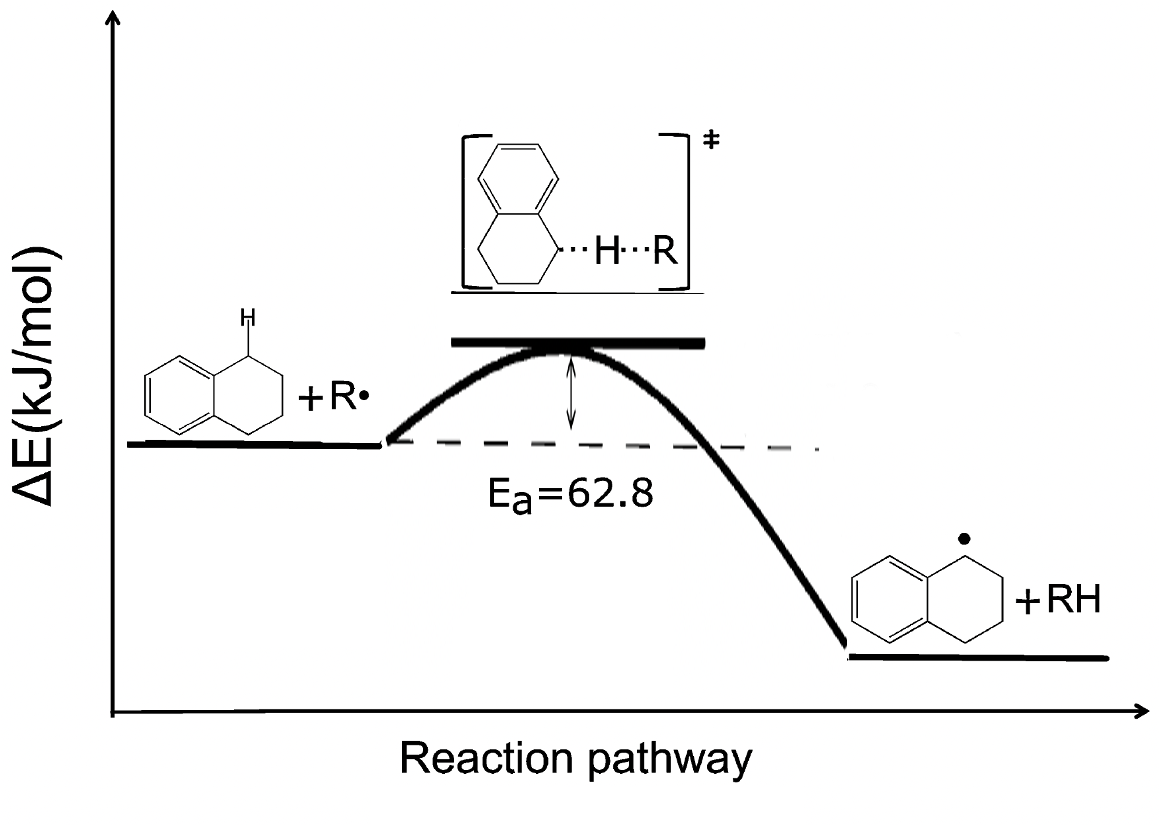 ΔE(kJ/mol)
‡
H
R
H
+R•
Eₐ=62.8
•
+RH
Reaction pathway